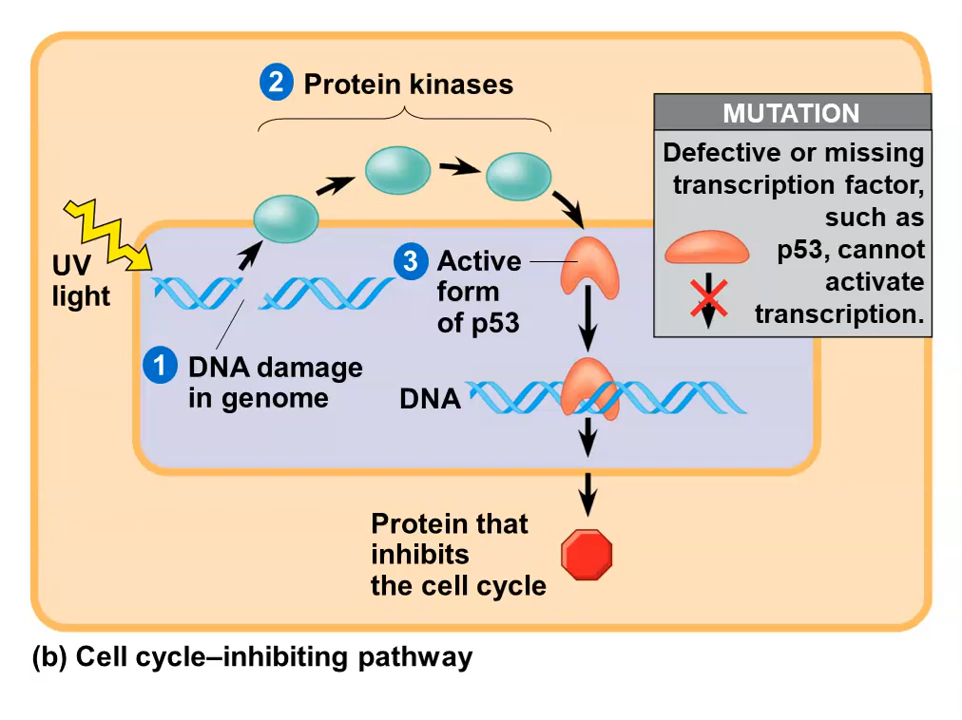 2 Protein kinases
MUTATION
Defective or missing
transcription factor,
such as
p53, cannot
activate
transcription.
UV
light
3 Active
form
of p53
1 DNA damage
in genome
DNA
Protein that
inhibits
the cell cycle
(b) Cell cycle–inhibiting pathway